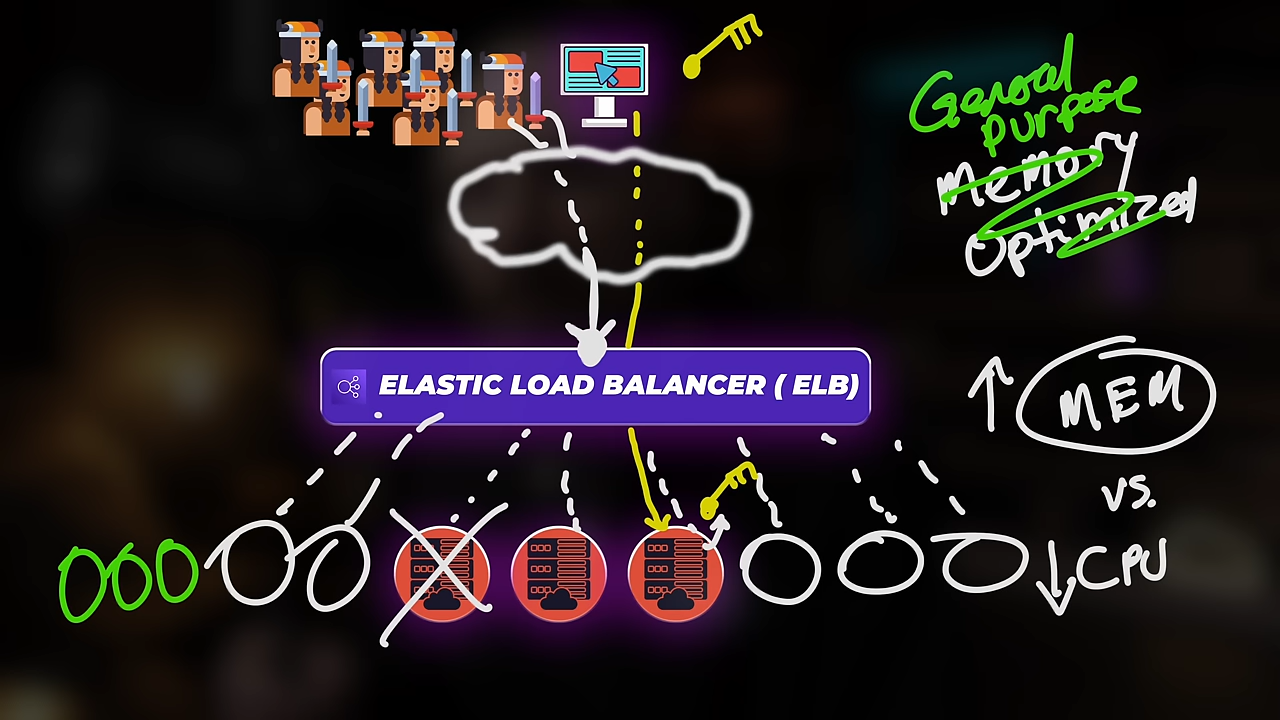 General
purpose
Memory
Optimized
ELASTIC LOAD BALANCER ( ELB)
MEM
vs.
CPU